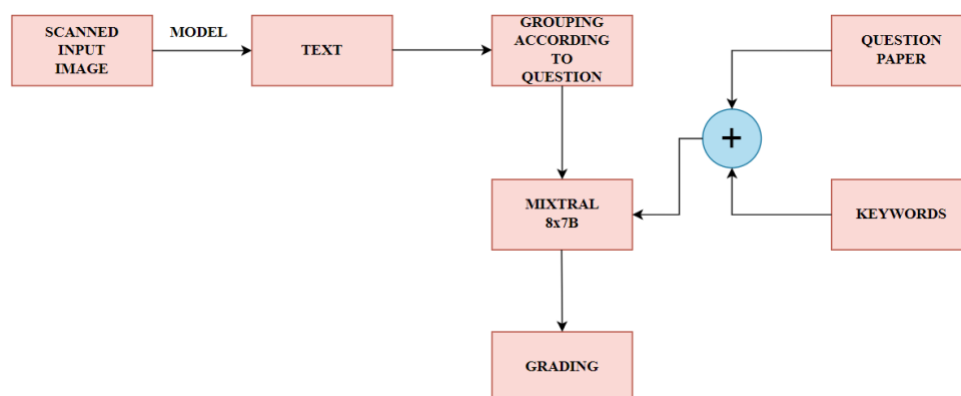 SCANNED
INPUT
IMAGE
MODEL
TEXT
GROUPING
ACCORDING
TO
QUESTION
QUESTION
PAPER
+
MIXTRAL
8x7B
KEYWORDS
GRADING